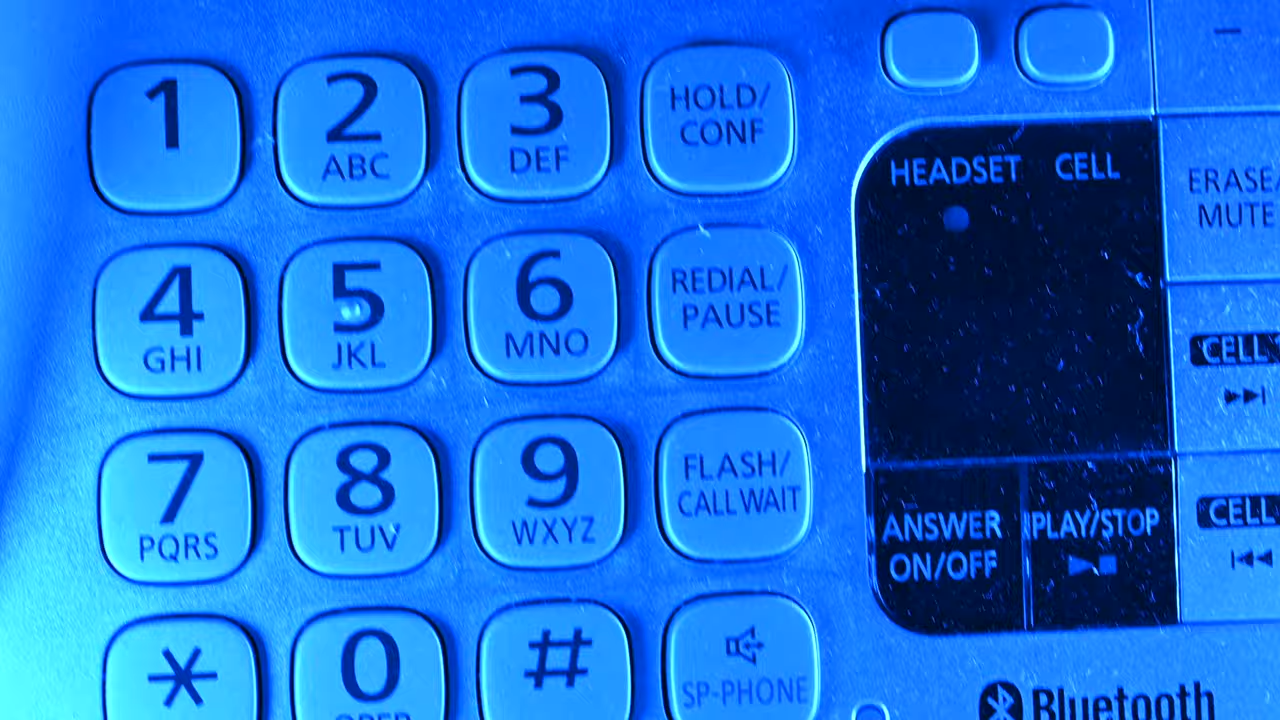 1
2
ABC
3
DEF
HOLD/
CONF
HEADSET CELL
ERASE/
MUTE
4
GHI
5
JKL
6
MNO
REDIAL/
PAUSE
CELL
7
PQRS
8
TUV
9
WXYZ
FLASH/
CALL WAIT
ANSWER
ON/OFF
PLAY/STOP
CELL
*
0
OPER
#
SP-PHONE
Bluetooth